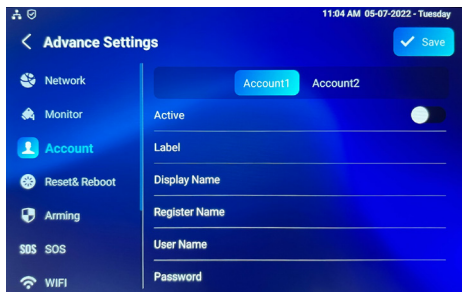 11:04 AM 05-07-2022 - Tuesday
Advance Settings
Save
Network
Account1 Account2
Monitor
Active
Account
Label
Reset& Reboot
Display Name
Arming
Register Name
SOS SOS
User Name
WIFI
Password